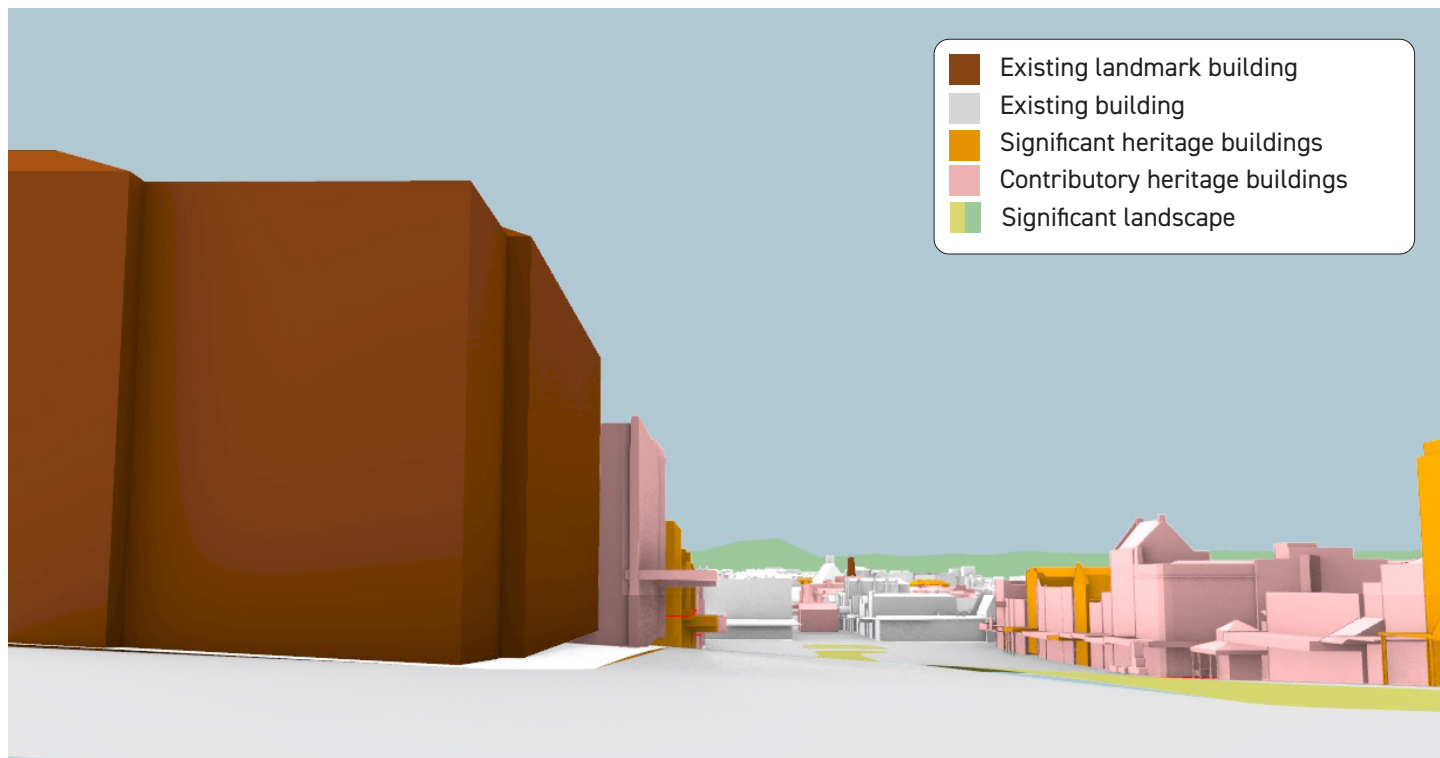 Existing landmark building
Existing building
Significant heritage buildings
Contributory heritage buildings
Significant landscape